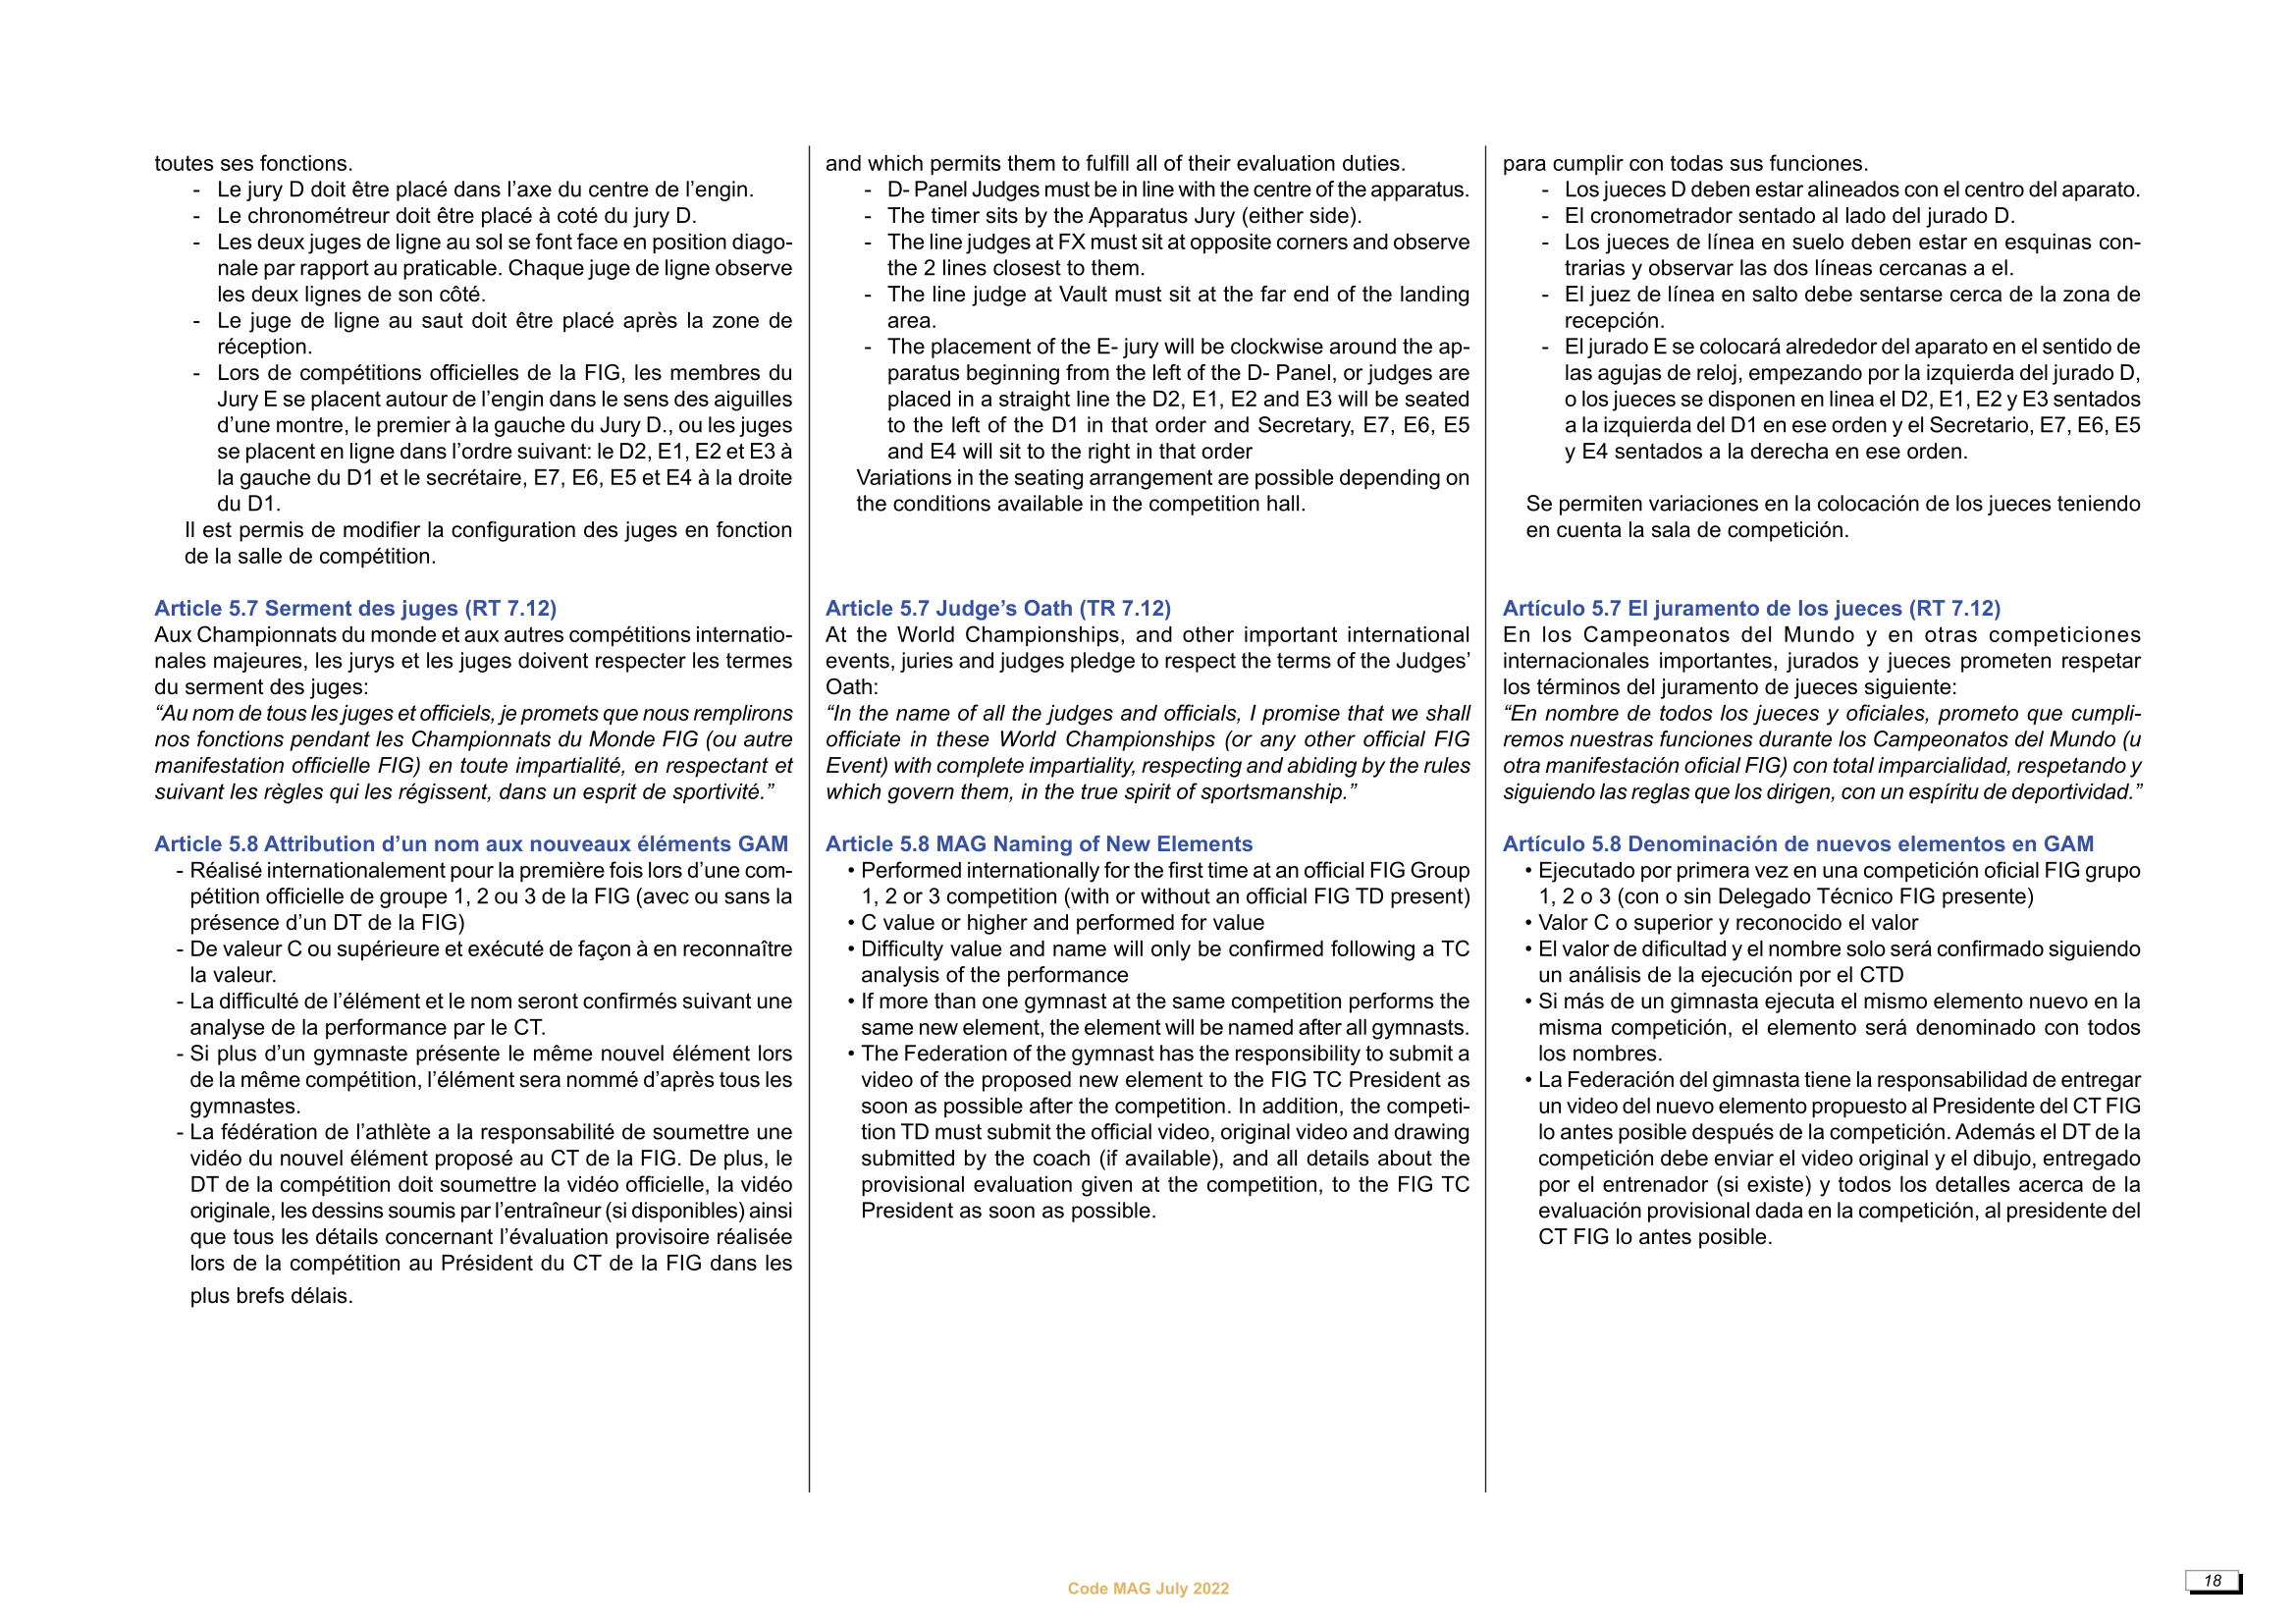 toutes ses fonctions.
- Le jury D doit être placé dans l’axe du centre de l’engin.
- Le chronométreur doit être placé à coté du jury D.
- Les deux juges de ligne au sol se font face en position diago-
nale par rapport au praticable. Chaque juge de ligne observe
les deux lignes de son côté.
- Le juge de ligne au saut doit être placé après la zone de
réception.
- Lors de compétitions officielles de la FIG, les membres du
Jury E se placent autour de l’engin dans le sens des aiguilles
d’une montre, le premier à la gauche du Jury D., ou les juges
se placent en ligne dans l’ordre suivant: le D2, E1, E2 et E3 à
la gauche du D1 et le secrétaire, E7, E6, E5 et E4 à la droite
du D1.
Il est permis de modifier la configuration des juges en fonction
de la salle de compétition.
Article 5.7 Serment des juges (RT 7.12)
Aux Championnats du monde et aux autres compétitions internatio-
nales majeures, les jurys et les juges doivent respecter les termes
du serment des juges:
“Au nom de tous les juges et officiels, je promets que nous remplirons
nos fonctions pendant les Championnats du Monde FIG (ou autre
manifestation officielle FIG) en toute impartialité, en respectant et
suivant les règles qui les régissent, dans un esprit de sportivité.”
Article 5.8 Attribution d’un nom aux nouveaux éléments GAM
- Réalisé internationalement pour la première fois lors d’une com-
pétition officielle de groupe 1, 2 ou 3 de la FIG (avec ou sans la
présence d’un DT de la FIG)
- De valeur C ou supérieure et exécuté de façon à en reconnaître
la valeur.
- La difficulté de l’élément et le nom seront confirmés suivant une
analyse de la performance par le CT.
- Si plus d’un gymnaste présente le même nouvel élément lors
de la même compétition, l’élément sera nommé d’après tous les
gymnastes.
- La fédération de l’athlète a la responsabilité de soumettre une
vidéo du nouvel élément proposé au CT de la FIG. De plus, le
DT de la compétition doit soumettre la vidéo officielle, la vidéo
originale, les dessins soumis par l’entraîneur (si disponibles) ainsi
que tous les détails concernant l’évaluation provisoire réalisée
lors de la compétition au Président du CT de la FIG dans les
plus brefs délais.
and which permits them to fulfill all of their evaluation duties.
- D- Panel Judges must be in line with the centre of the apparatus.
- The timer sits by the Apparatus Jury (either side).
- The line judges at FX must sit at opposite corners and observe
the 2 lines closest to them.
- The line judge at Vault must sit at the far end of the landing
area.
- The placement of the E- jury will be clockwise around the ap-
paratus beginning from the left of the D- Panel, or judges are
placed in a straight line the D2, E1, E2 and E3 will be seated
to the left of the D1 in that order and Secretary, E7, E6, E5
and E4 will sit to the right in that order
Variations in the seating arrangement are possible depending on
the conditions available in the competition hall.
Article 5.7 Judge’s Oath (TR 7.12)
At the World Championships, and other important international
events, juries and judges pledge to respect the terms of the Judges’
Oath:
“In the name of all the judges and officials, I promise that we shall
officiate in these World Championships (or any other official FIG
Event) with complete impartiality, respecting and abiding by the rules
which govern them, in the true spirit of sportsmanship.”
Article 5.8 MAG Naming of New Elements
• Performed internationally for the first time at an official FIG Group
1, 2 or 3 competition (with or without an official FIG TD present)
• C value or higher and performed for value
• Difficulty value and name will only be confirmed following a TC
analysis of the performance
• If more than one gymnast at the same competition performs the
same new element, the element will be named after all gymnasts.
• The Federation of the gymnast has the responsibility to submit a
video of the proposed new element to the FIG TC President as
soon as possible after the competition. In addition, the competi-
tion TD must submit the official video, original video and drawing
submitted by the coach (if available), and all details about the
provisional evaluation given at the competition, to the FIG TC
President as soon as possible.
para cumplir con todas sus funciones.
- Los jueces D deben estar alineados con el centro del aparato.
- El cronometrador sentado al lado del jurado D.
- Los jueces de línea en suelo deben estar en esquinas con-
trarias y observar las dos líneas cercanas a el.
- El juez de línea en salto debe sentarse cerca de la zona de
recepción.
- El jurado E se colocará alrededor del aparato en el sentido de
las agujas de reloj, empezando por la izquierda del jurado D,
o los jueces se disponen en linea el D2, E1, E2 y E3 sentados
a la izquierda del D1 en ese orden y el Secretario, E7, E6, E5
y E4 sentados a la derecha en ese orden.
Se permiten variaciones en la colocación de los jueces teniendo
en cuenta la sala de competición.
Artículo 5.7 El juramento de los jueces (RT 7.12)
En los Campeonatos del Mundo y en otras competiciones
internacionales importantes, jurados y jueces prometen respetar
los términos del juramento de jueces siguiente:
“En nombre de todos los jueces y oficiales, prometo que cumpli-
remos nuestras funciones durante los Campeonatos del Mundo (u
otra manifestación oficial FIG) con total imparcialidad, respetando y
siguiendo las reglas que los dirigen, con un espíritu de deportividad.”
Artículo 5.8 Denominación de nuevos elementos en GAM
• Ejecutado por primera vez en una competición oficial FIG grupo
1, 2 o 3 (con o sin Delegado Técnico FIG presente)
• Valor C o superior y reconocido el valor
• El valor de dificultad y el nombre solo será confirmado siguiendo
un análisis de la ejecución por el CTD
• Si más de un gimnasta ejecuta el mismo elemento nuevo en la
misma competición, el elemento será denominado con todos
los nombres.
• La Federación del gimnasta tiene la responsabilidad de entregar
un video del nuevo elemento propuesto al Presidente del CT FIG
lo antes posible después de la competición. Además el DT de la
competición debe enviar el video original y el dibujo, entregado
por el entrenador (si existe) y todos los detalles acerca de la
evaluación provisional dada en la competición, al presidente del
CT FIG lo antes posible.
Code MAG July 2022
18